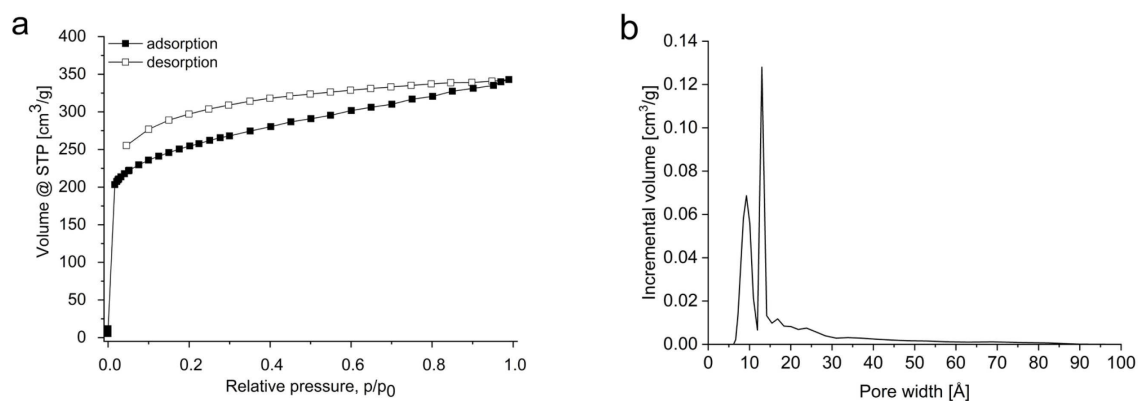 a
adsorption
desorption
400
350
300
250
200
150
100
50
0
Volume @ STP [cm³/g]
0.0 0.2 0.4 0.6 0.8 1.0
Relative pressure, p/p₀
b
0.14
0.12
0.10
0.08
0.06
0.04
0.02
0.00
Incremental volume [cm³/g]
0 10 20 30 40 50 60 70 80 90 100
Pore width [Å]